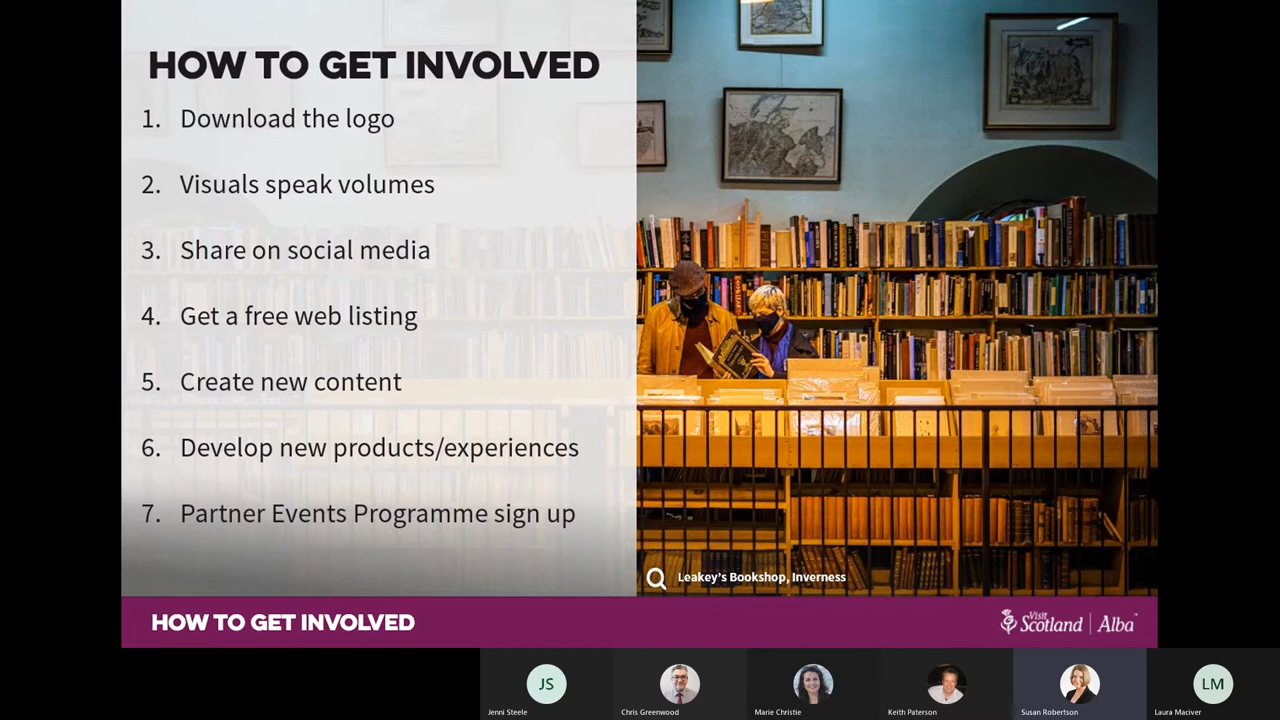 HOW TO GET INVOLVED
1. Download the logo
2. Visuals speak volumes
3. Share on social media
4. Get a free web listing
5. Create new content
6. Develop new products/experiences
7. Partner Events Programme sign up
Leakey's Bookshop, Inverness
HOW TO GET INVOLVED
Visit
Scotland | Alba™
JS
LM
Jenni Steele
Chris Greenwood
Marie Christie
Keith Paterson
Susan Robertson
Laura Maciver